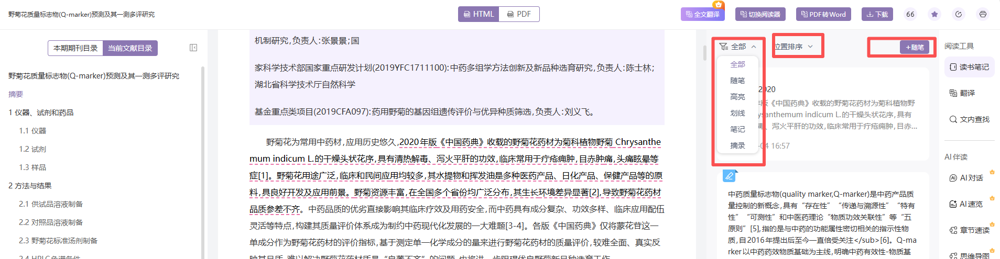 野菊花质量标志物(Q-marker)预测及其一测多评研究
HTML
PDF
全文翻译
切换阅读器
PDF转Word
下载
66
本期期刊目录
当前文献目录
野菊花质量标志物(Q-marker)预测及其一测多评研究
摘要
1 仪器、试剂和药品
1.1 仪器
1.2 试剂
1.3 样品
2 方法与结果
2.1 供试品溶液制备
2.2 对照品溶液制备
2.3 野菊花标准汤剂制备
2.4 HPLC色谱条件
机制研究,负责人:张景景;国
家科学技术部国家重点研发计划(2019YFC1711100):中药多组学方法创新及新品种选育研究,负责人:陈士林;
湖北省科学技术厅自然科学
基金重点类项目(2019CFA097):药用野菊的基因组遗传评价与优异种质筛选,负责人:刘义飞。
野菊花为常用中药材,应用历史悠久,2020年版《中国药典》收载的野菊花药材为菊科植物野菊 Chrysanthe
mum indicum L.的干燥头状花序,具有清热解毒、泻火平肝的功效,临床常用于疔疮痈肿,目赤肿痛,头痛眩晕等
症[1]。野菊花用途广泛,临床和民间应用均较多,其水提物和挥发油是多种医药产品、日化产品、保健产品等的原
料,具良好开发及应用前景。野菊资源丰富,在全国多个省份均广泛分布,其生长环境差异显著[2],导致野菊花药材
品质参差不齐。中药品质的优劣直接影响其临床疗效及用药安全,而中药具有成分复杂、功效多样、临床应用配伍
灵活等特点,构建其质量评价体系成为制约中药现代化发展的一大难题[3-4]。各版《中国药典》仅将蒙花苷这一
单成分作为野菊花药材的评价指标,基于测定单一化学成分的量来进行野菊花药材的质量评价,较难全面、真实反
映其品质,难以解决野菊花药材质量“良莠不齐”的问题,也将进一步阻碍优良野菊新品种选育工作。
全部
位置排序
+随笔
全部
随笔
高亮
划线
笔记
摘录
2020
版《中国药典》收载的野菊花药材为菊科植物野
ysanthemum indicum L.的干燥头状花序,具有
、泻火平肝的功效,临床常用于疔疮痈肿,目赤...
-04 16:57
中药质量标志物(quality marker,Q-marker)是中药产品质
量控制的新概念,具有“存在性”“传递与溯源性”“特有
性”“可测性”和中医药理论“物质功效关联性”等“五
原则”[5],指的是与中药的功能属性密切相关的指示性物
质,自2016年提出后至今一直倍受关注</sub>[6]。Q-ma
rker以中药药效物质基础为主线,明确中药有效性-物质基
阅读工具
读书笔记
翻译
文内查找
AI伴读
AI对话
AI速览
章节速读
思维导图